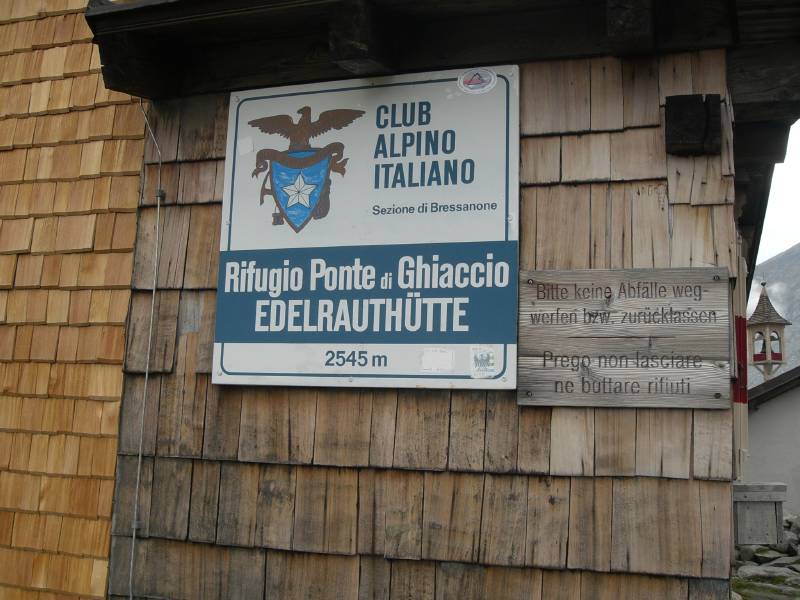 CLUB
ALPINO
ITALIANO
Sezione di Bressanone
Rifugio Ponte di Ghiaccio
EDELRAUTHÜTTE
2545 m
Bitte keine Abfälle weg-
werfen bzw. zurücklassen
Prego non lasciare
ne buttare rifiuti